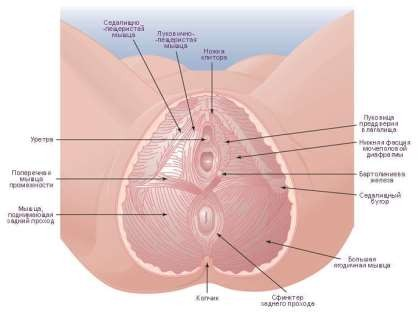 Седалищно-
-пещеристая
мышца
Луковично-
-пещеристая
мышца
Ножка
клитора
Уретра
Поперечная
мышца
промежности
Мышца,
поднимающая
задний проход
Копчик
Сфинктер
заднего прохода
Большая
ягодичная мышца
Седалищный
бугор
Бартолиниева
железа
Нижняя фасция
мочеполовой
диафрагмы
Луковица
преддверия
влагалища